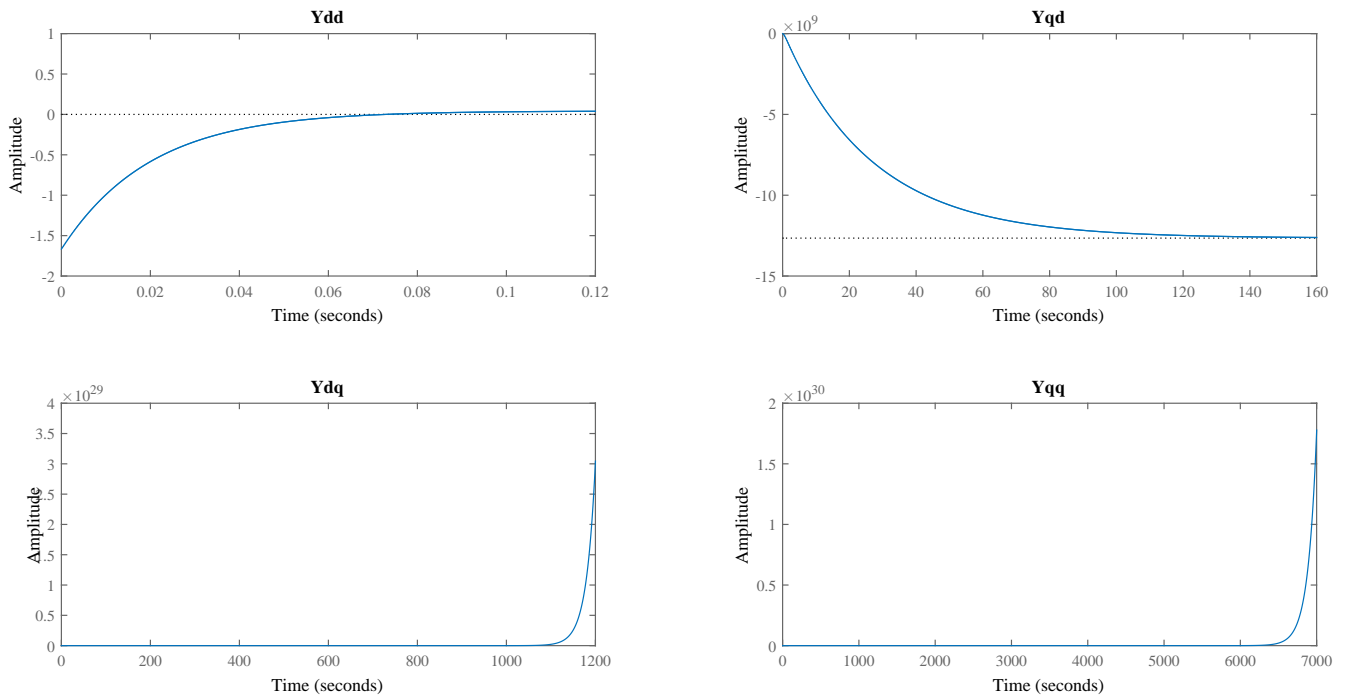 Ydd
1
0.5
0
-0.5
-1
-1.5
-2
Amplitude
0 0.02 0.04 0.06 0.08 0.1 0.12
Time (seconds)
Yqd
×10^9
0
-5
-10
-15
Amplitude
0 20 40 60 80 100 120 140 160
Time (seconds)
Ydq
×10^29
4
3.5
3
2.5
2
1.5
1
0.5
0
Amplitude
0 200 400 600 800 1000 1200
Time (seconds)
Yqq
×10^30
2
1.5
1
0.5
0
Amplitude
0 1000 2000 3000 4000 5000 6000 7000
Time (seconds)